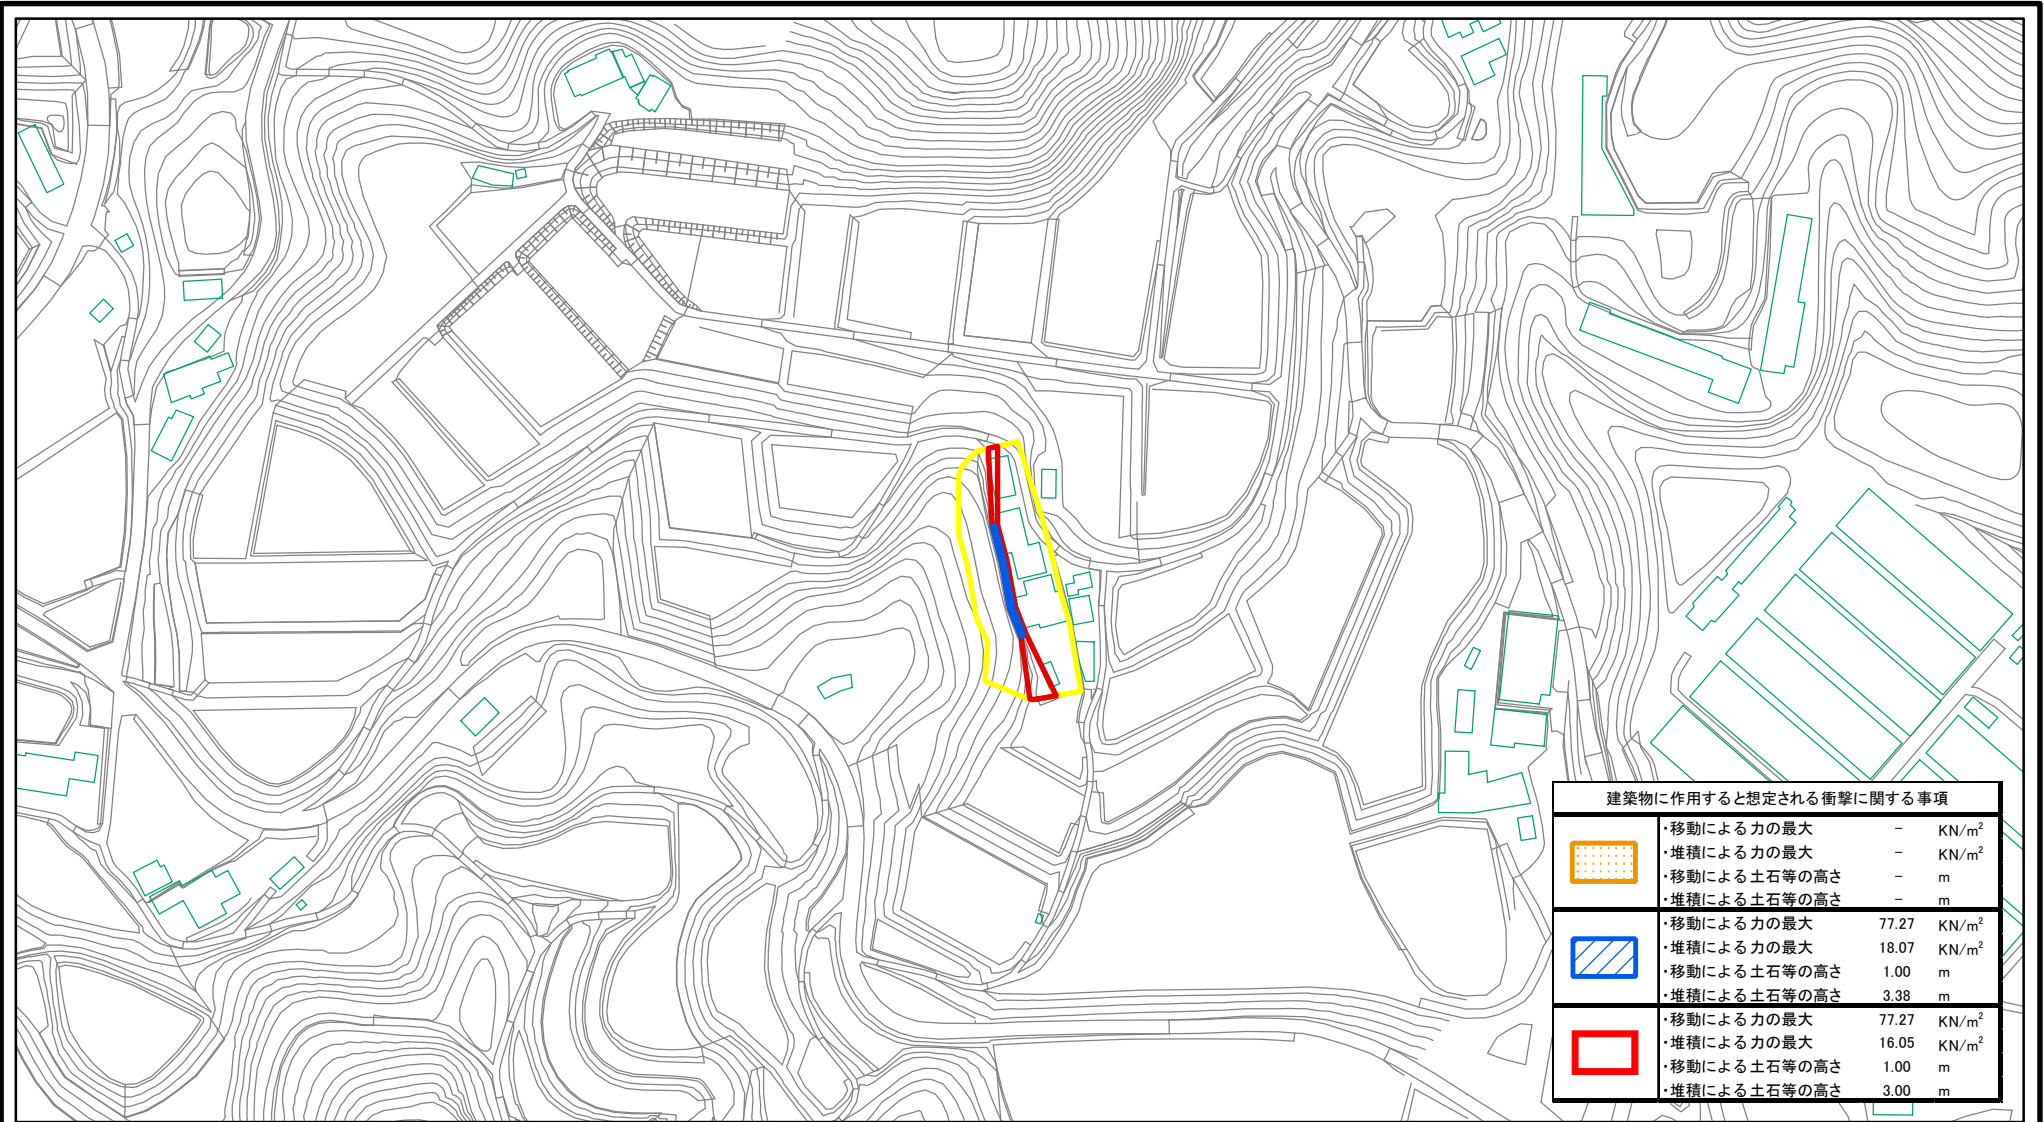 建築物に作用すると想定される衝撃に関する事項
・移動による力の最大 － KN/m²
・堆積による力の最大 － KN/m²
・移動による土石等の高さ － m
・堆積による土石等の高さ － m
・移動による力の最大 77.27 KN/m²
・堆積による力の最大 18.07 KN/m²
・移動による土石等の高さ 1.00 m
・堆積による土石等の高さ 3.38 m
・移動による力の最大 77.27 KN/m²
・堆積による力の最大 16.05 KN/m²
・移動による土石等の高さ 1.00 m
・堆積による土石等の高さ 3.00 m